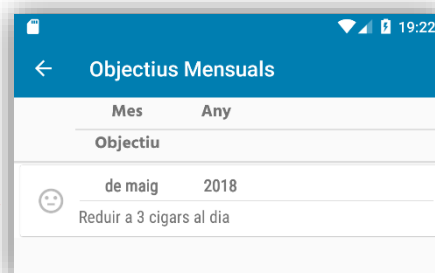 19:22
Objectius Mensuals
Mes Any
Objectiu
de maig 2018
Reduir a 3 cigars al dia